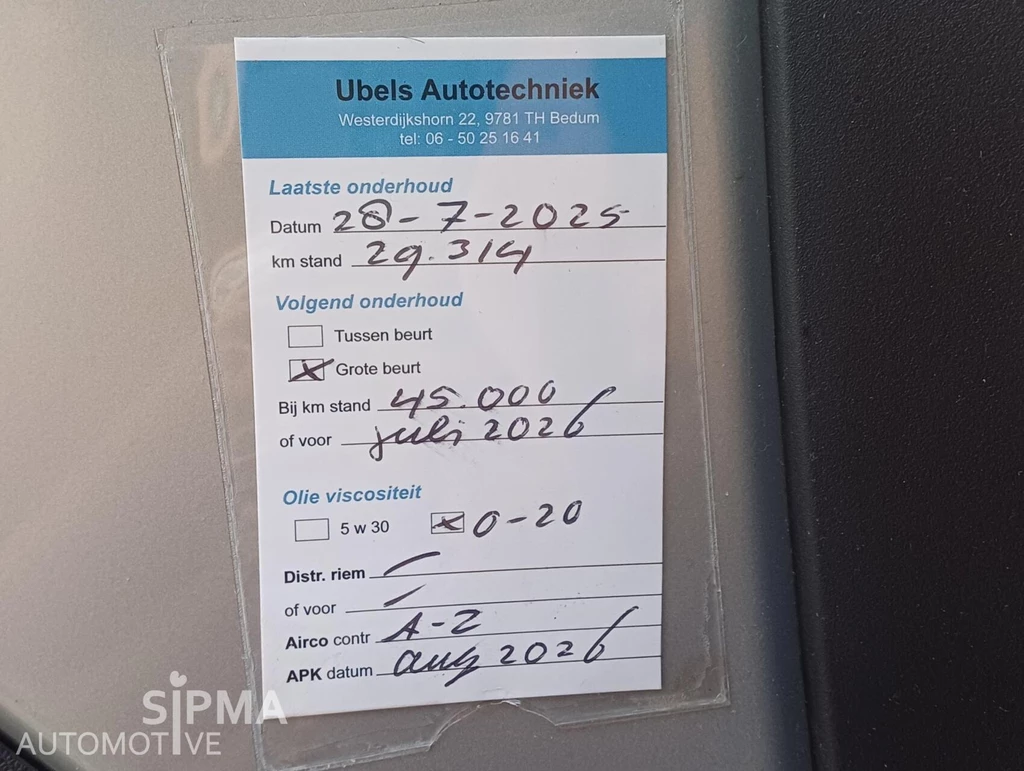 Ubels Autotechniek
Westerdijkshorn 22, 9781 TH Bedum
tel: 06 - 50 25 16 41
Laatste onderhoud
Datum 28-7-2025
km stand 29.314
Volgend onderhoud
Tussen beurt
Grote beurt
Bij km stand 45.000
of voor juli 2026
Olie viscositeit
5 w 30 0-20
Distr. riem
of voor
Airco contr A-Z
APK datum aug 2026
SIPMA
AUTOMOTIVE